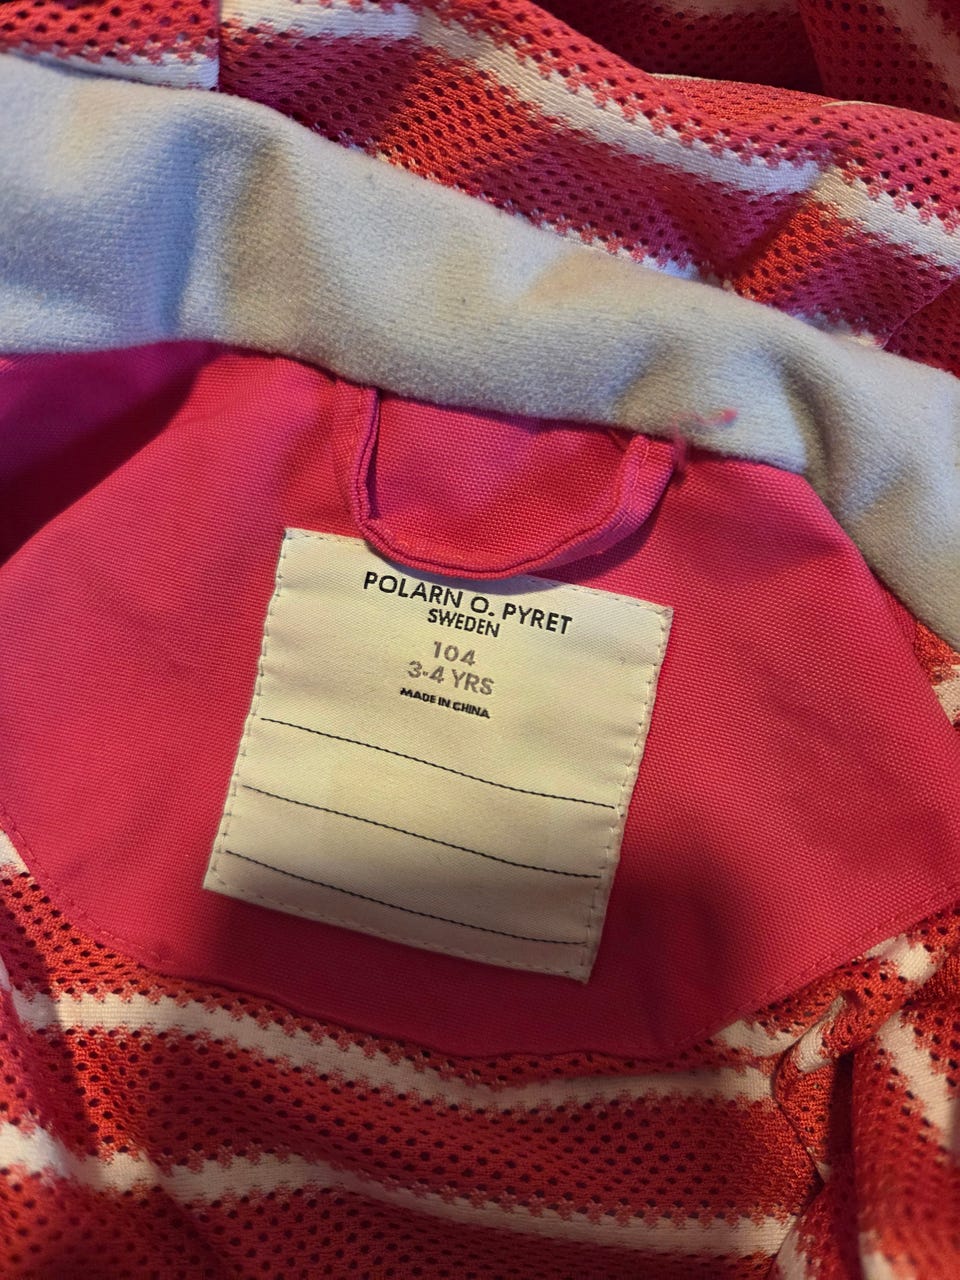 POLARN O. PYRET
SWEDEN
104
3-4 YRS
MADE IN CHINA